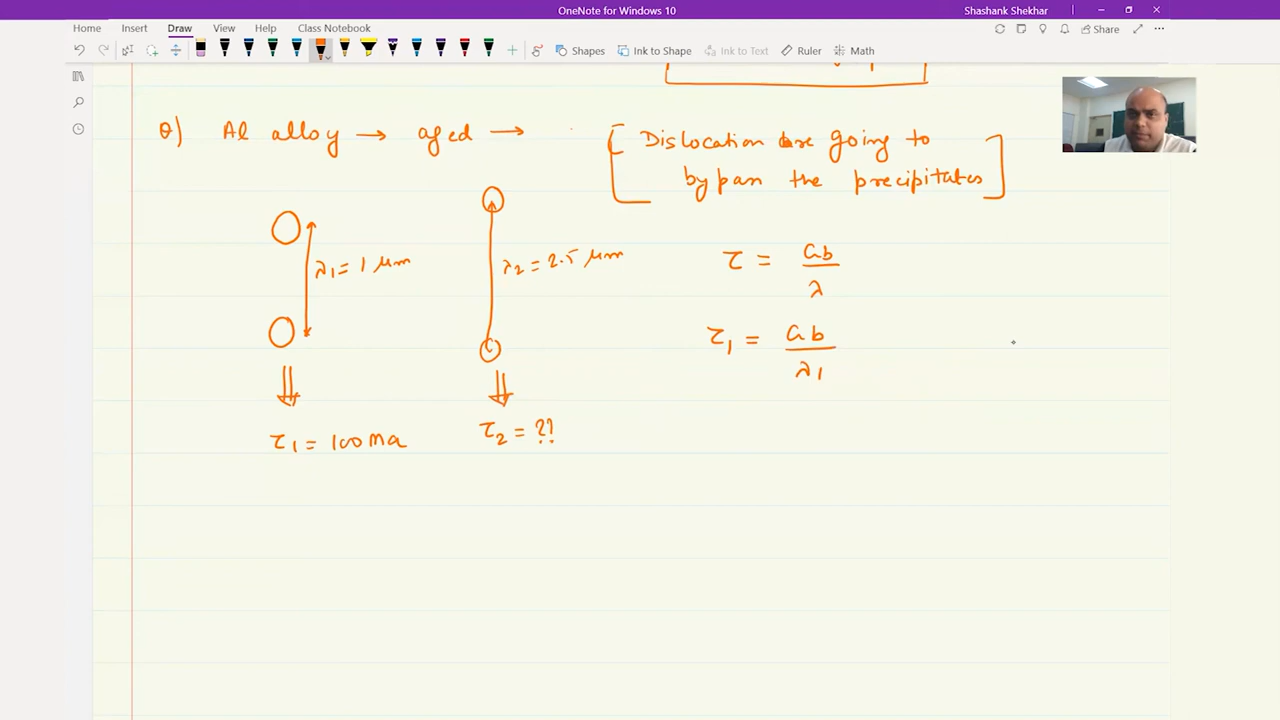 OneNote for Windows 10
Shashank Shekhar
Home Insert Draw View Help Class Notebook
Share
Shapes Ink to Shape Ink to Text Ruler Math
Q) Al alloy → aged →
[Dislocation are going to
bypass the precipitates]
λ1 = 1 μm
λ2 = 2.5 μm
τ = Gb/λ
τ1 = Gb/λ1
τ1 = 100 MPa
τ2 = ??